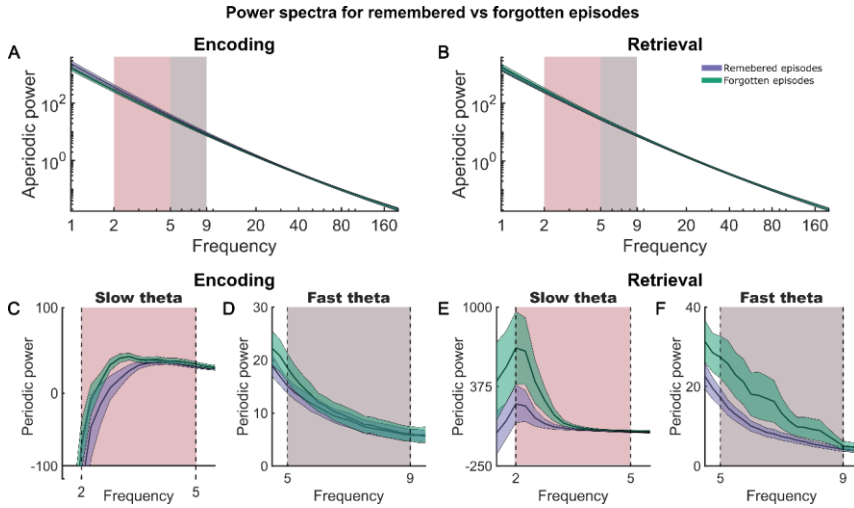 Power spectra for remembered vs forgotten episodes
A
Encoding
Aperiodic power
10²
10⁰
1 2 5 9 20 40 80 160
Frequency
B
Retrieval
Remebered episodes
Forgotten episodes
Aperiodic power
10²
10⁰
1 2 5 9 20 40 80 160
Frequency
Encoding
C
Slow theta
Periodic power
100
0
-100
2 5
Frequency
D
Fast theta
Periodic power
30
20
10
0
5 9
Frequency
Retrieval
E
Slow theta
Periodic power
1000
375
-250
2 5
Frequency
F
Fast theta
Periodic power
40
20
0
5 9
Frequency